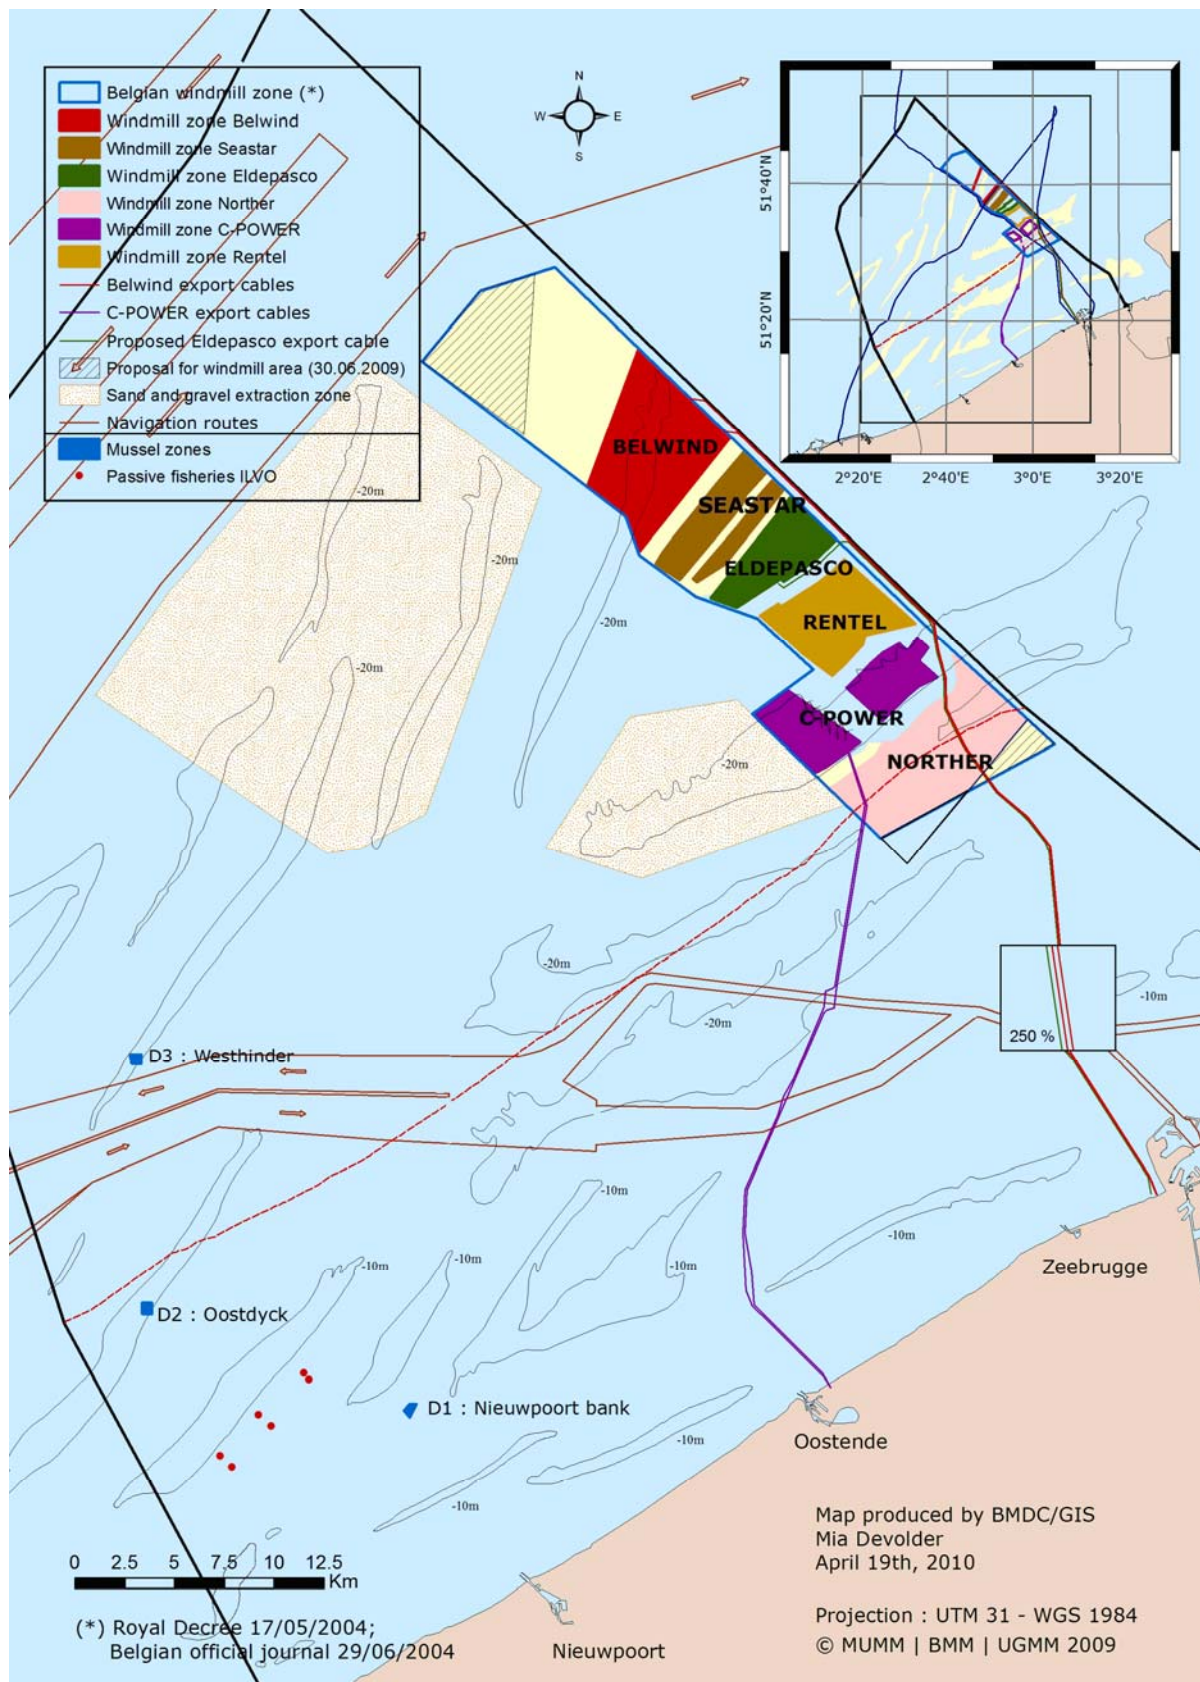 Belgian windmill zone (*)
Windmill zone Belwind
Windmill zone Seastar
Windmill zone Eldepasco
Windmill zone Norther
Windmill zone C-POWER
Windmill zone Rentel
Belwind export cables
C-POWER export cables
Proposed Eldepasco export cable
Proposal for windmill area (30.06.2009)
Sand and gravel extraction zone
Navigation routes
Mussel zones
Passive fisheries ILVO
N
W E
S
51°40'N
51°20'N
2°20'E 2°40'E 3°0'E 3°20'E
BELWIND
SEASTAR
ELDEPASCO
RENTEL
C-POWER
NORTHER
-20m
-20m
-20m
-20m
-20m
-20m
-20m
-10m
250 %
D3 : Westhinder
-10m
-10m
-10m
-10m
-10m
Zeebrugge
D2 : Oostdyck
D1 : Nieuwpoort bank
-10m
Oostende
-10m
0 2.5 5 7.5 10 12.5
Km
(*) Royal Decree 17/05/2004;
Belgian official journal 29/06/2004
Nieuwpoort
Map produced by BMDC/GIS
Mia Devolder
April 19th, 2010
Projection : UTM 31 - WGS 1984
© MUMM | BMM | UGMM 2009